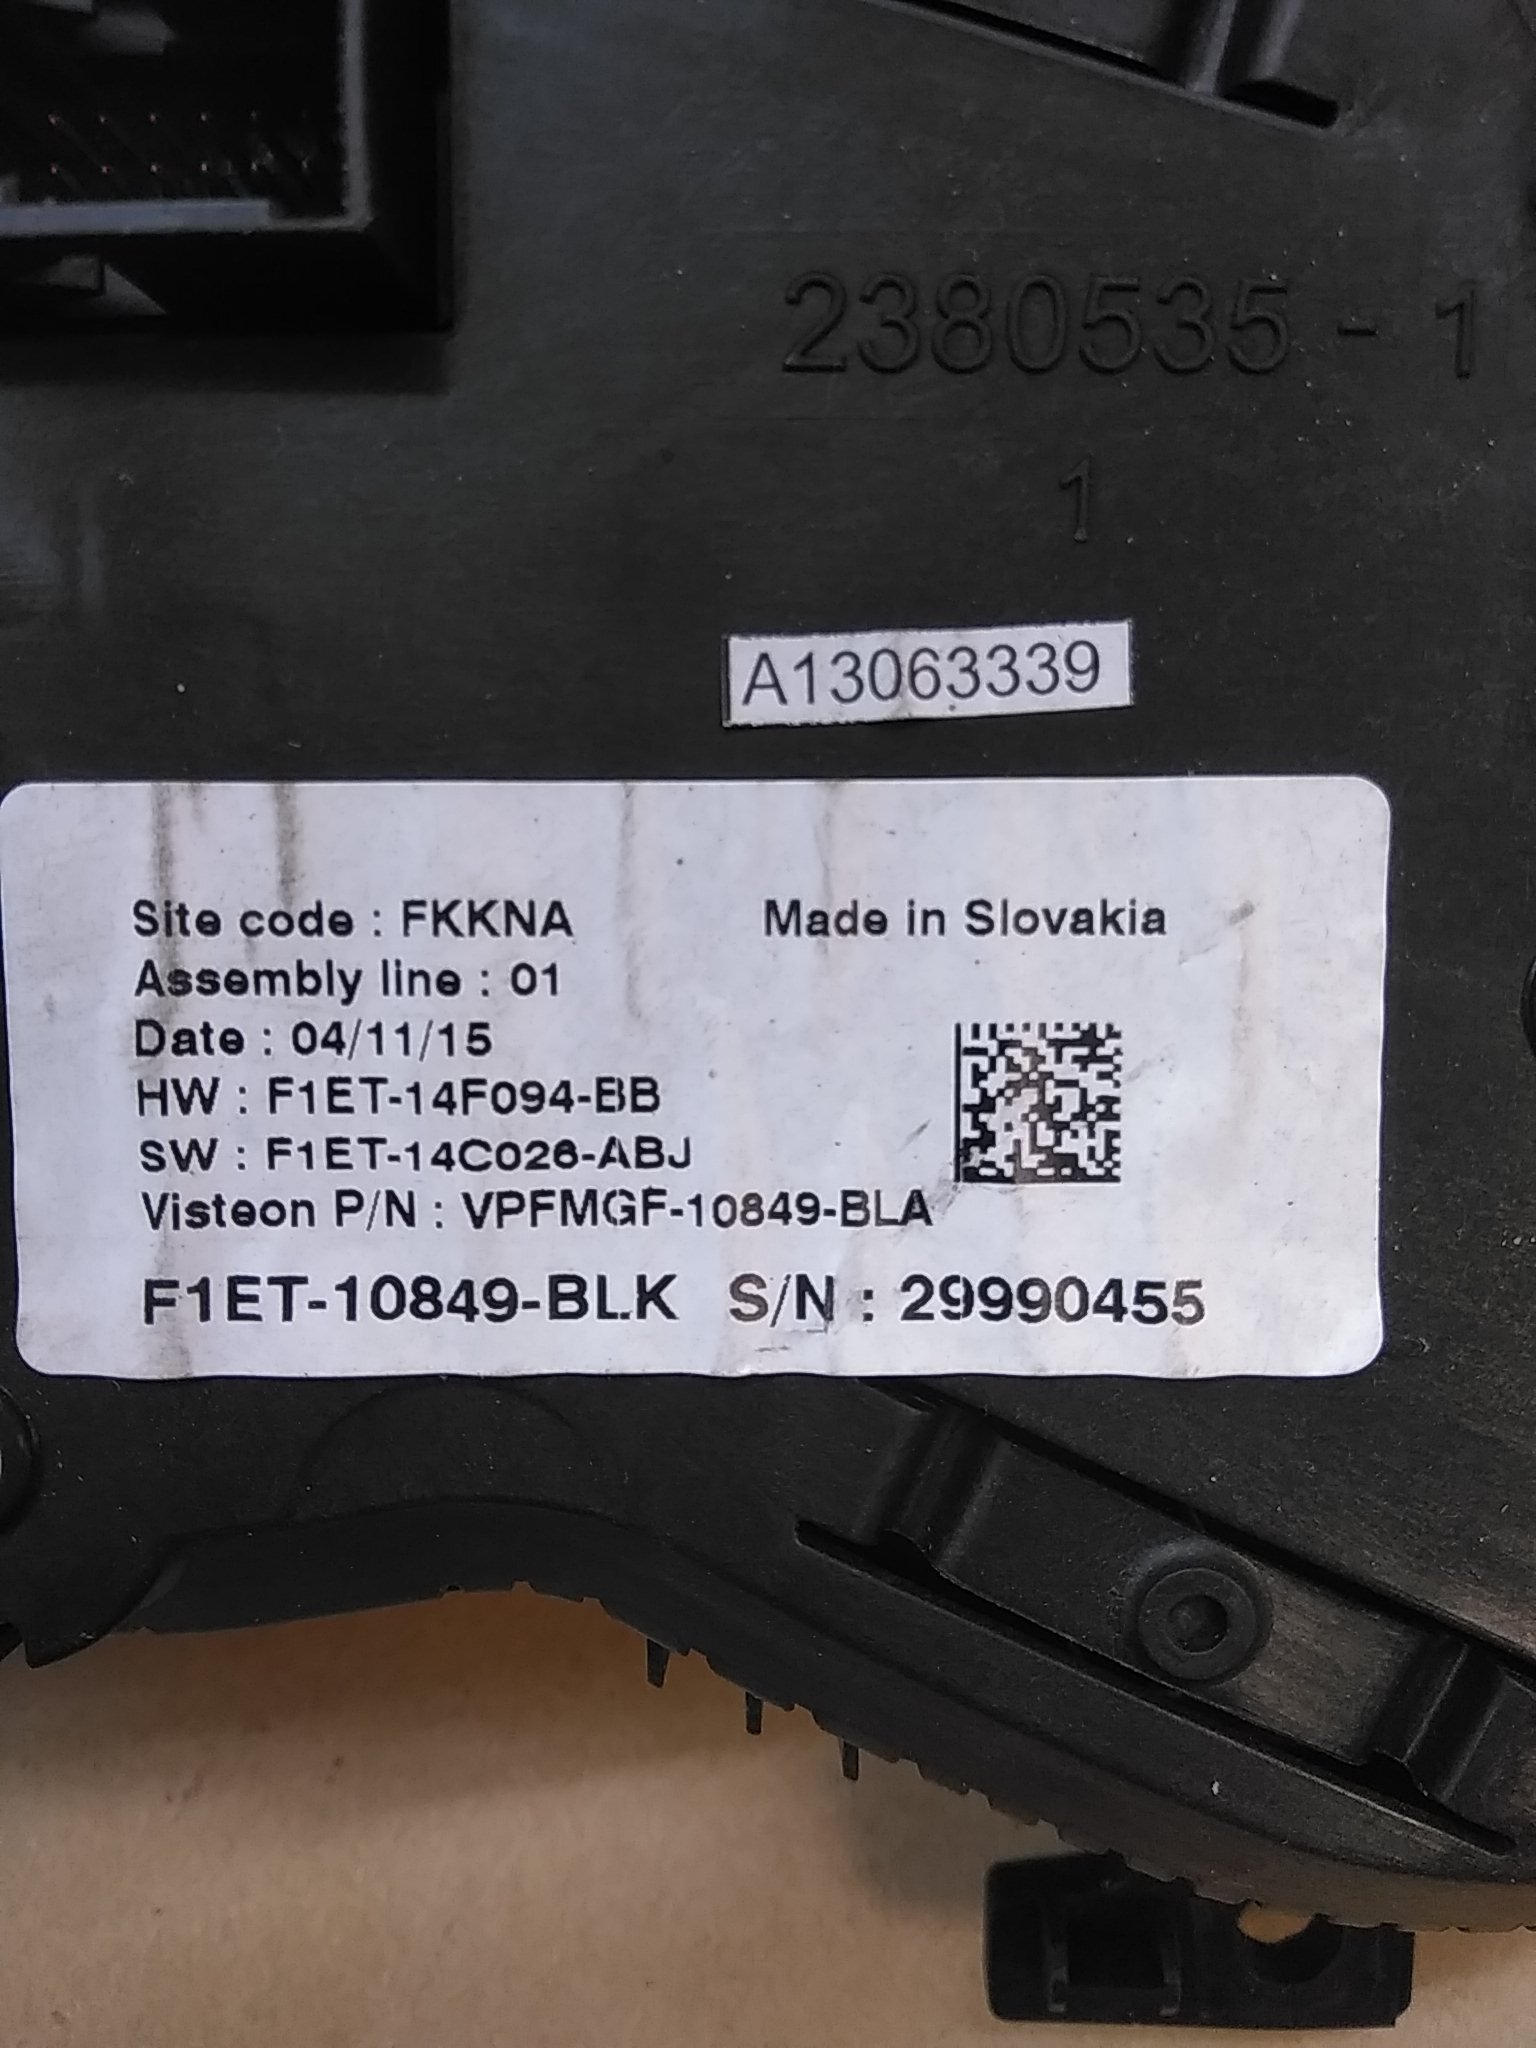 2380535 - 1
1
A13063339
Site code : FKKNA Made in Slovakia
Assembly line : 01
Date : 04/11/15
HW : F1ET-14F094-BB
SW : F1ET-14C026-ABJ
Visteon P/N : VPFMGF-10849-BLA
F1ET-10849-BLK S/N : 29990455